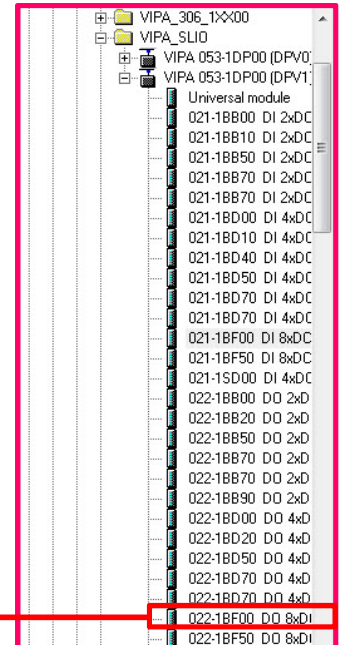 VIPA_306_1XX00
VIPA_SLIO
VIPA 053-1DP00 (DPV0)
VIPA 053-1DP00 (DPV1)
Universal module
021-1BB00 DI 2xDC
021-1BB10 DI 2xDC
021-1BB50 DI 2xDC
021-1BB70 DI 2xDC
021-1BB70 DI 2xDC
021-1BD00 DI 4xDC
021-1BD10 DI 4xDC
021-1BD40 DI 4xDC
021-1BD50 DI 4xDC
021-1BD70 DI 4xDC
021-1BD70 DI 4xDC
021-1BF00 DI 8xDC
021-1BF50 DI 8xDC
021-1SD00 DI 4xDC
022-1BB00 DO 2xD
022-1BB20 DO 2xD
022-1BB50 DO 2xD
022-1BB70 DO 2xD
022-1BB70 DO 2xD
022-1BB90 DO 2xD
022-1BD00 DO 4xD
022-1BD20 DO 4xD
022-1BD50 DO 4xD
022-1BD70 DO 4xD
022-1BD70 DO 4xD
022-1BF00 DO 8xD
022-1BF50 DO 8xD